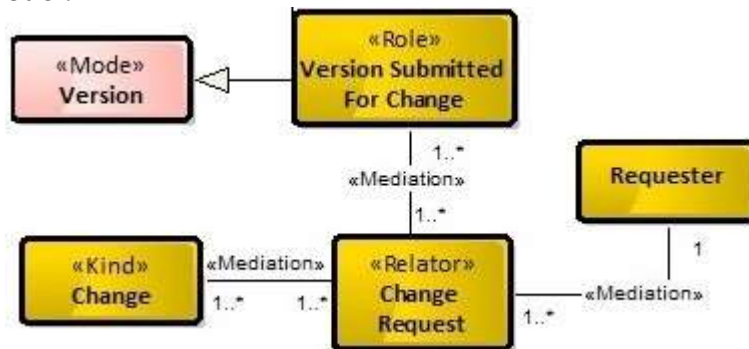 «Mode»
Version
«Role»
Version Submitted
For Change
1..*
«Mediation»
1..*
Requester
1
«Mediation»
1..*
«Kind»
Change
«Mediation»
1..*
1..*
«Relator»
Change
Request